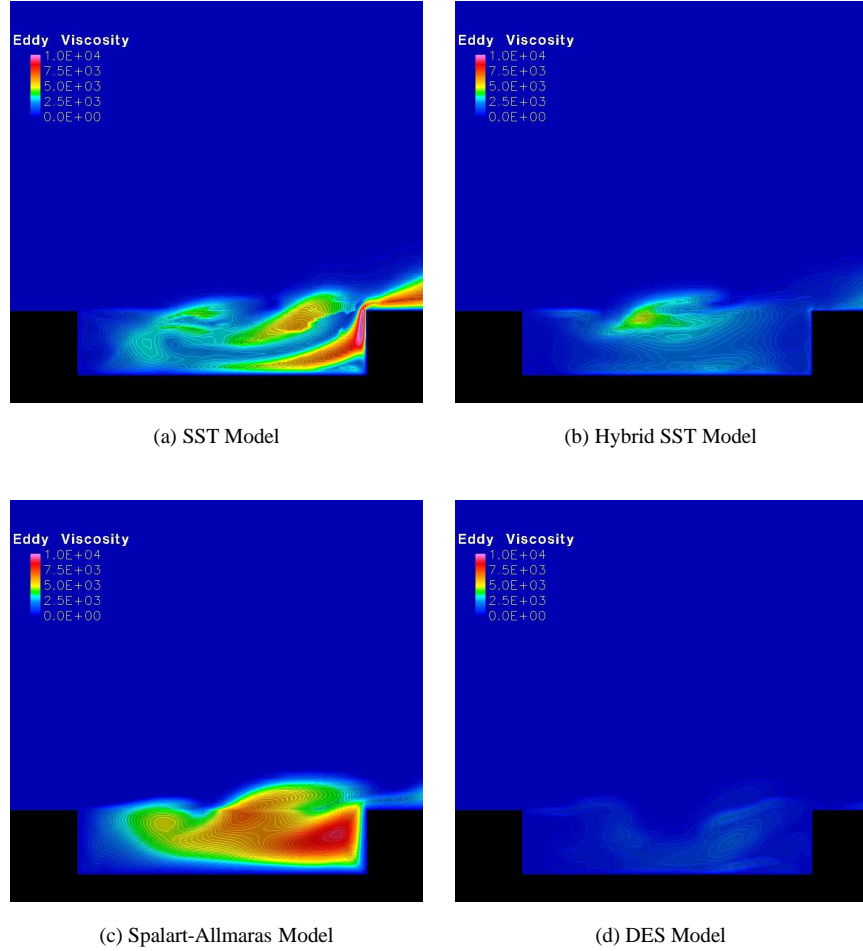 Eddy Viscosity
1.0E+04
7.5E+03
5.0E+03
2.5E+03
0.0E+00
Eddy Viscosity
1.0E+04
7.5E+03
5.0E+03
2.5E+03
0.0E+00
(a) SST Model
(b) Hybrid SST Model
Eddy Viscosity
1.0E+04
7.5E+03
5.0E+03
2.5E+03
0.0E+00
Eddy Viscosity
1.0E+04
7.5E+03
5.0E+03
2.5E+03
0.0E+00
(c) Spalart-Allmaras Model
(d) DES Model